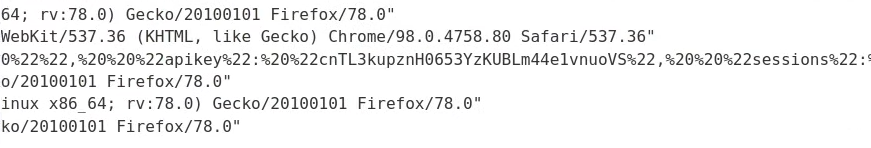 64; rv:78.0) Gecko/20100101 Firefox/78.0"
WebKit/537.36 (KHTML, like Gecko) Chrome/98.0.4758.80 Safari/537.36"
0%22%22,%20%20%22apikey%22:%20%22cnTL3kupznH0653YzKUBLm44e1vnuoVS%22,%20%20%22sessions%22:%
o/20100101 Firefox/78.0"
inux x86_64; rv:78.0) Gecko/20100101 Firefox/78.0"
ko/20100101 Firefox/78.0"